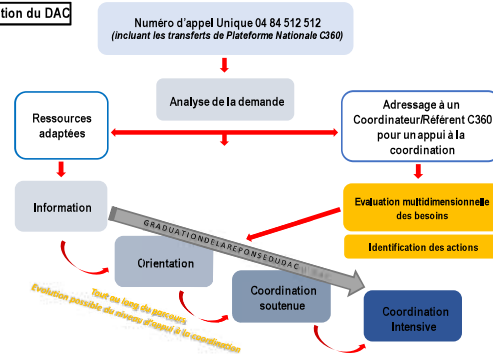 tion du DAC
Numéro d'appel Unique 04 84 512 512
(incluant les transferts de Plateforme Nationale C360)
Analyse de la demande
Ressources
adaptées
Adressage à un
Coordinateur/Référent C360
pour un appui à la
coordination
Information
Evaluation multidimensionnelle
des besoins
Identification des actions
GRADUATIONDELAREPONSEDUDAC
Orientation
Coordination
soutenue
Coordination
Intensive
Tout au long du parcours
Evolution possible du niveau d'appui à la coordination